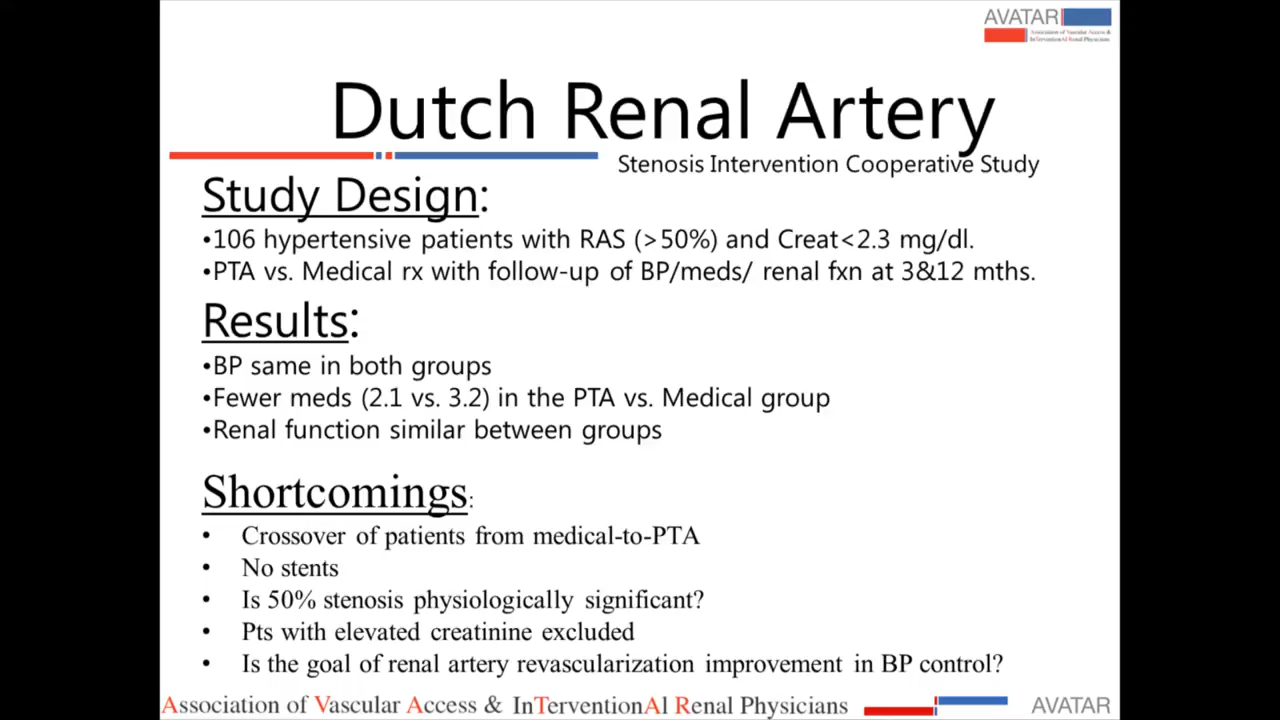 AVATAR
Association of Vascular Access &
InTerventionAl Renal Physicians
Dutch Renal Artery
Stenosis Intervention Cooperative Study
Study Design:
•106 hypertensive patients with RAS (>50%) and Creat<2.3 mg/dl.
•PTA vs. Medical rx with follow-up of BP/meds/ renal fxn at 3&12 mths.
Results:
•BP same in both groups
•Fewer meds (2.1 vs. 3.2) in the PTA vs. Medical group
•Renal function similar between groups
Shortcomings:
• Crossover of patients from medical-to-PTA
• No stents
• Is 50% stenosis physiologically significant?
• Pts with elevated creatinine excluded
• Is the goal of renal artery revascularization improvement in BP control?
Association of Vascular Access & InTerventionAl Renal Physicians
AVATAR